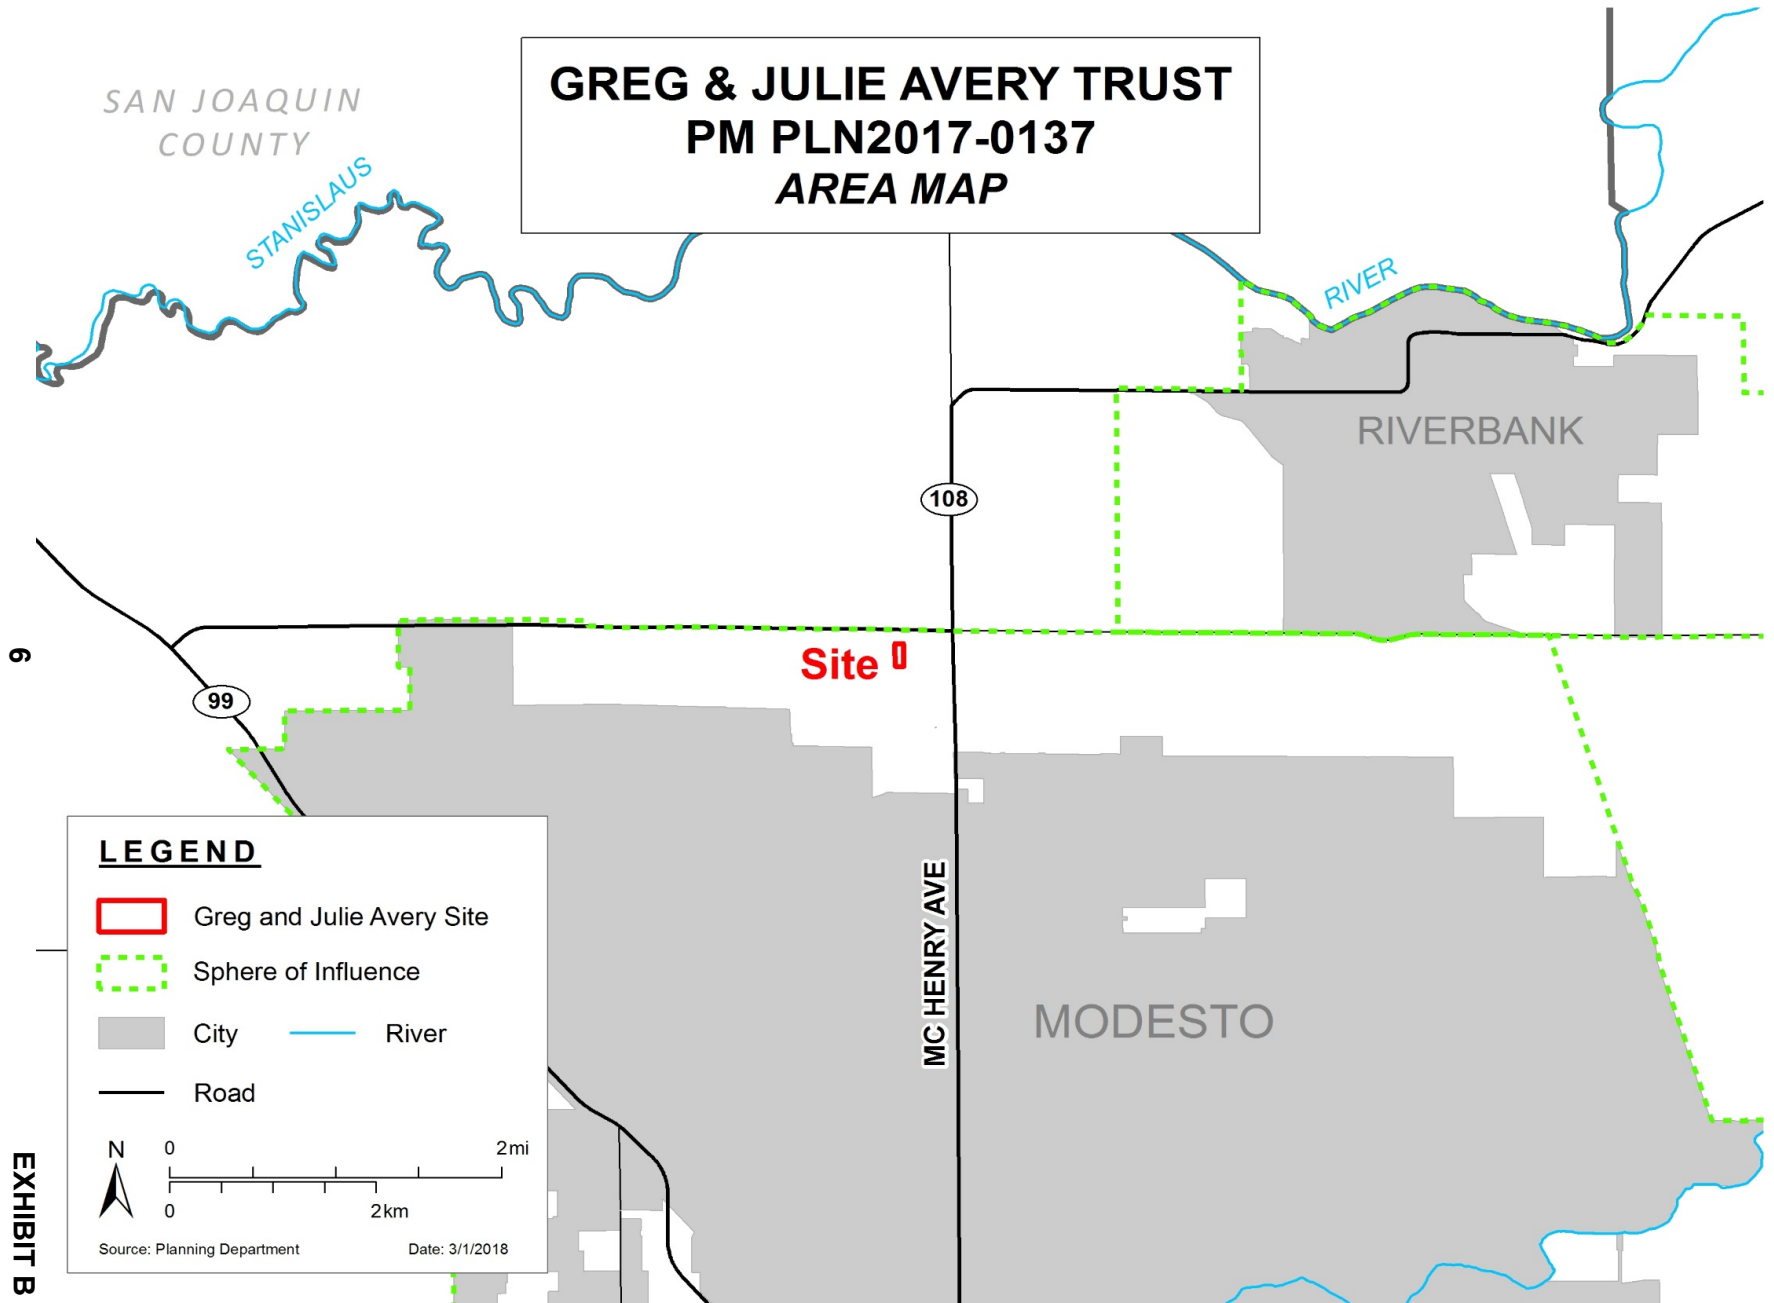 GREG & JULIE AVERY TRUST
PM PLN2017-0137
AREA MAP
SAN JOAQUIN
COUNTY
STANISLAUS
RIVER
RIVERBANK
108
Site
99
6
LEGEND
Greg and Julie Avery Site
Sphere of Influence
City
River
Road
N
0
2mi
0
2km
Source: Planning Department
Date: 3/1/2018
MC HENRY AVE
MODESTO
EXHIBIT B